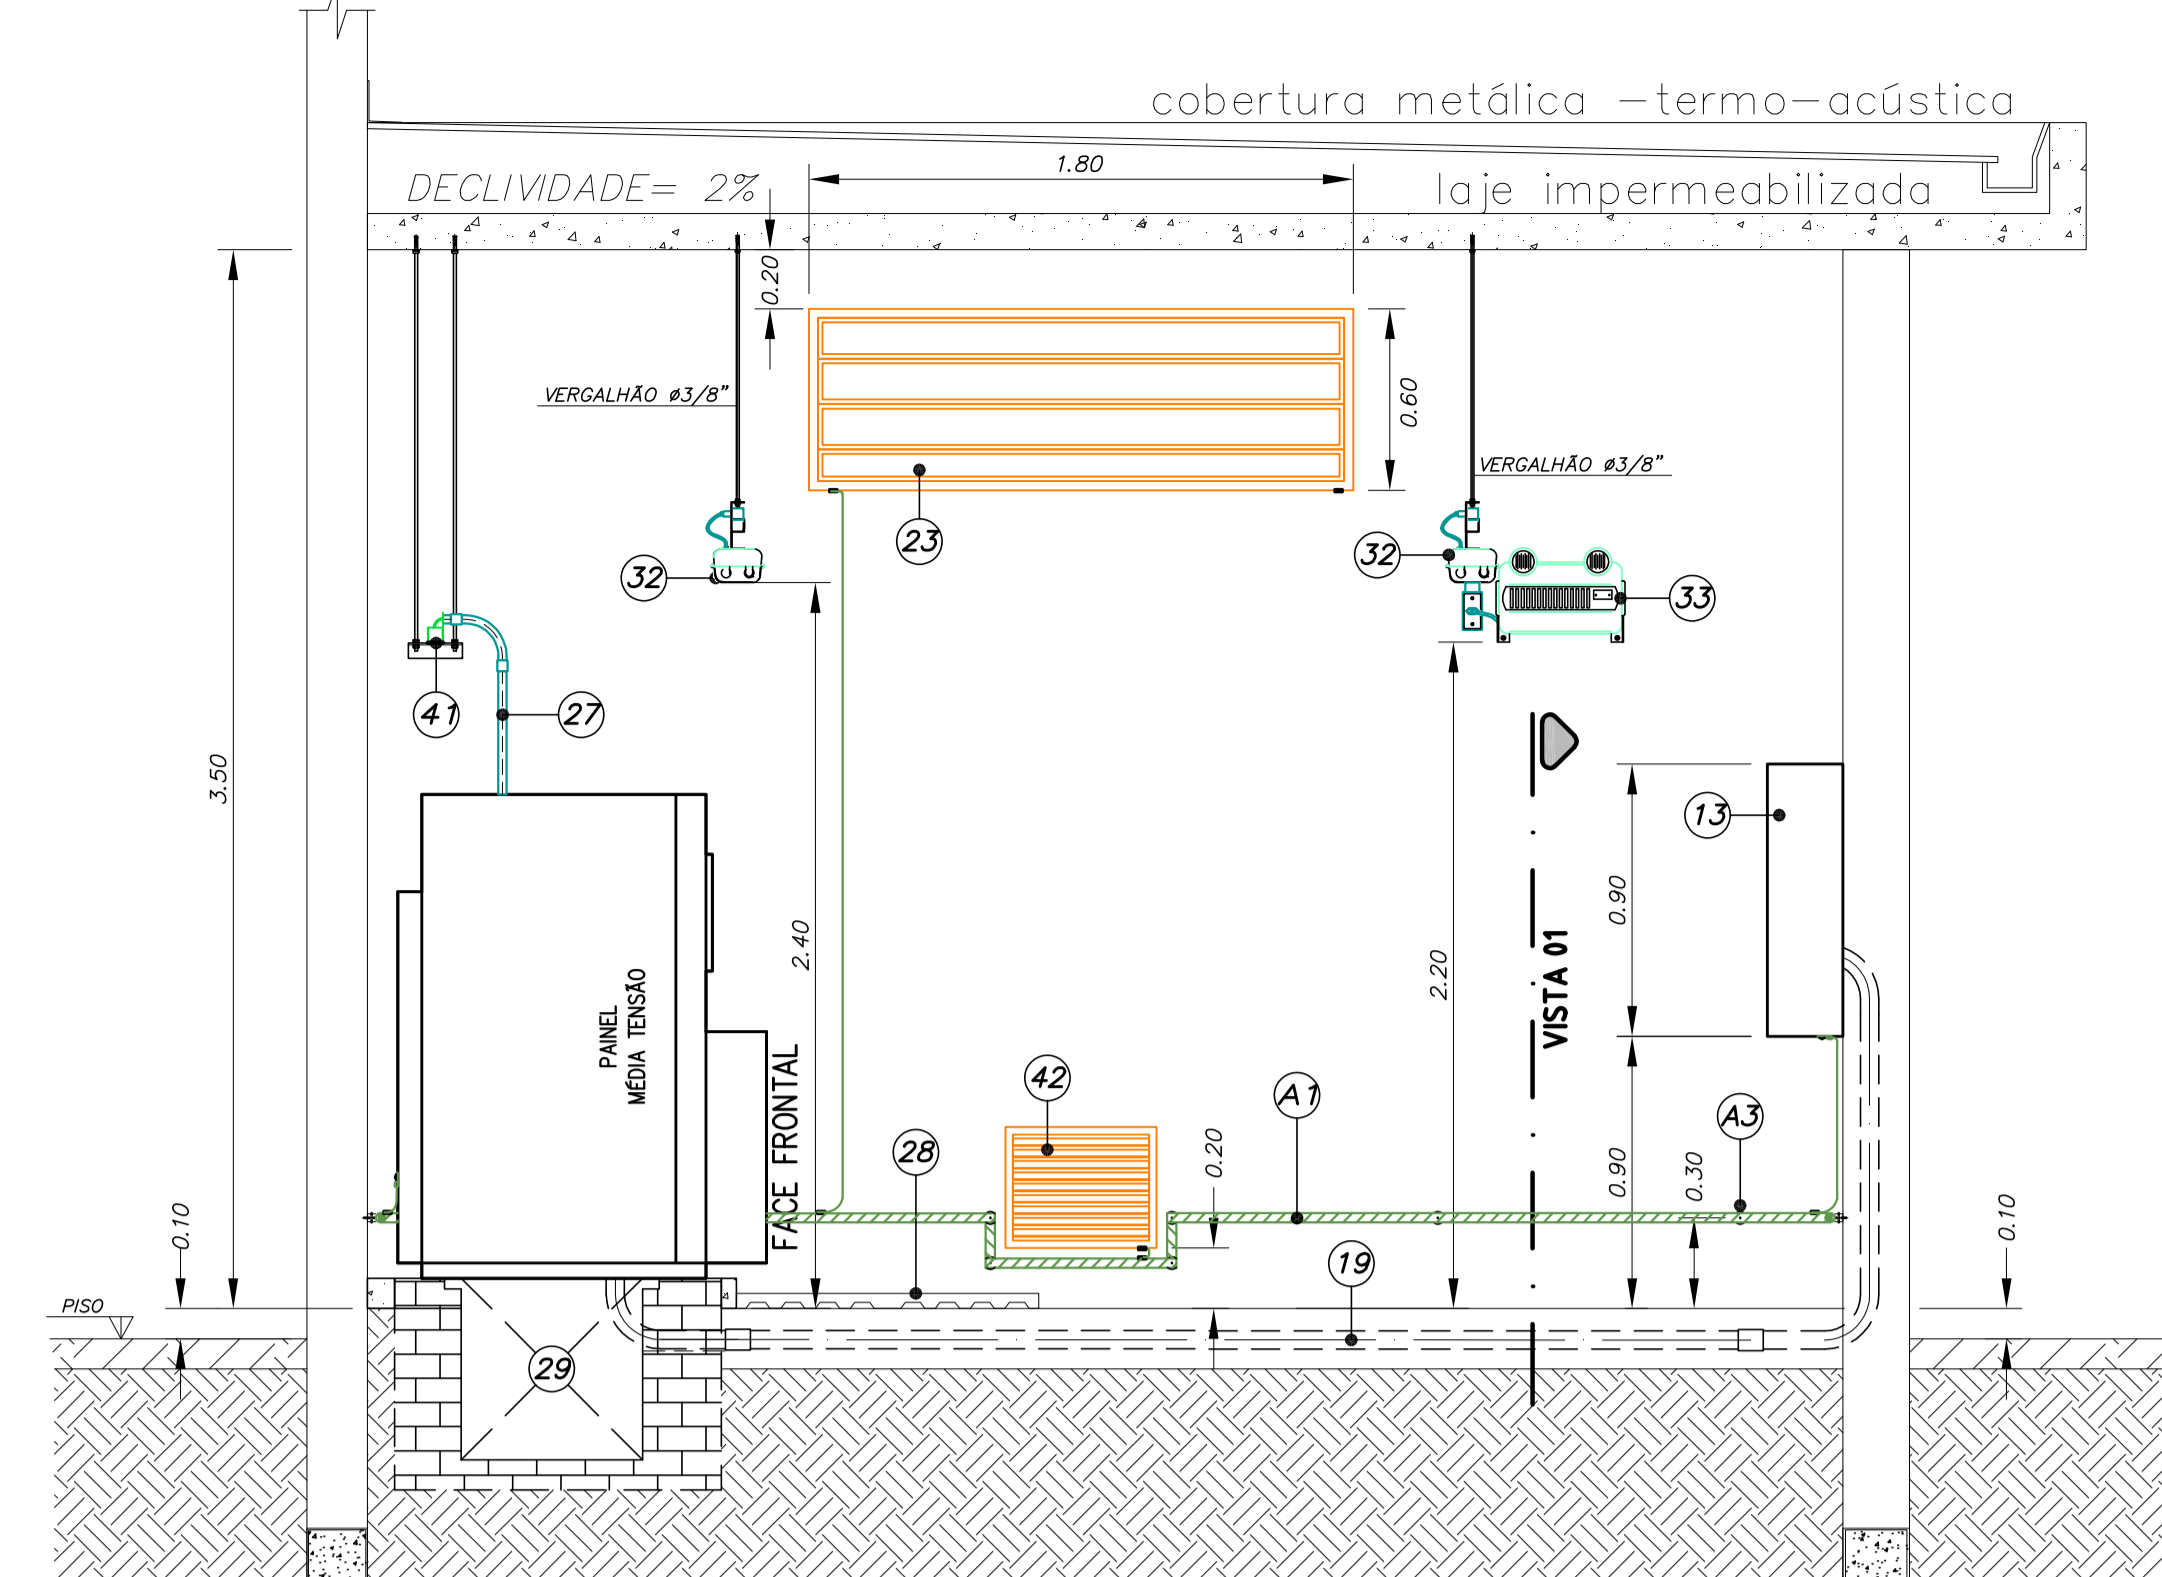 cobertura metálica -termo-acústica
1.80
DECLIVIDADE= 2%
laje impermeabilizada
0.20
VERGALHÃO ø3/8"
0.60
VERGALHÃO ø3/8"
23
32
32
33
41
27
3.50
13
0.90
2.40
2.20
VISTA 01
PAINEL
MÉDIA TENSÃO
FACE FRONTAL
42
A1
A3
28
0.20
0.90
0.30
0.10
0.10
19
PISO
29